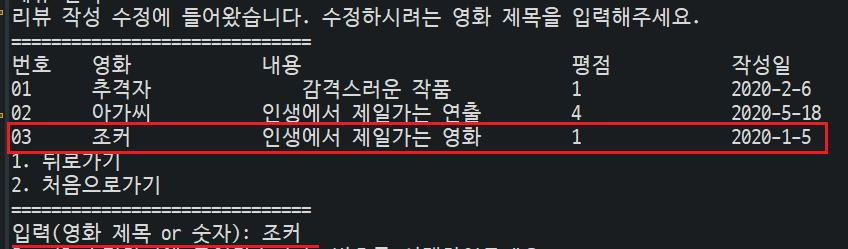 리뷰 작성 수정에 들어왔습니다. 수정하시려는 영화 제목을 입력해주세요.
==============================
번호 영화 내용 평점 작성일
01 추격자 감격스러운 작품 1 2020-2-6
02 아가씨 인생에서 제일가는 연출 4 2020-5-18
03 조커 인생에서 제일가는 영화 1 2020-1-5
1. 뒤로가기
2. 처음으로가기
==============================
입력(영화 제목 or 숫자): 조커